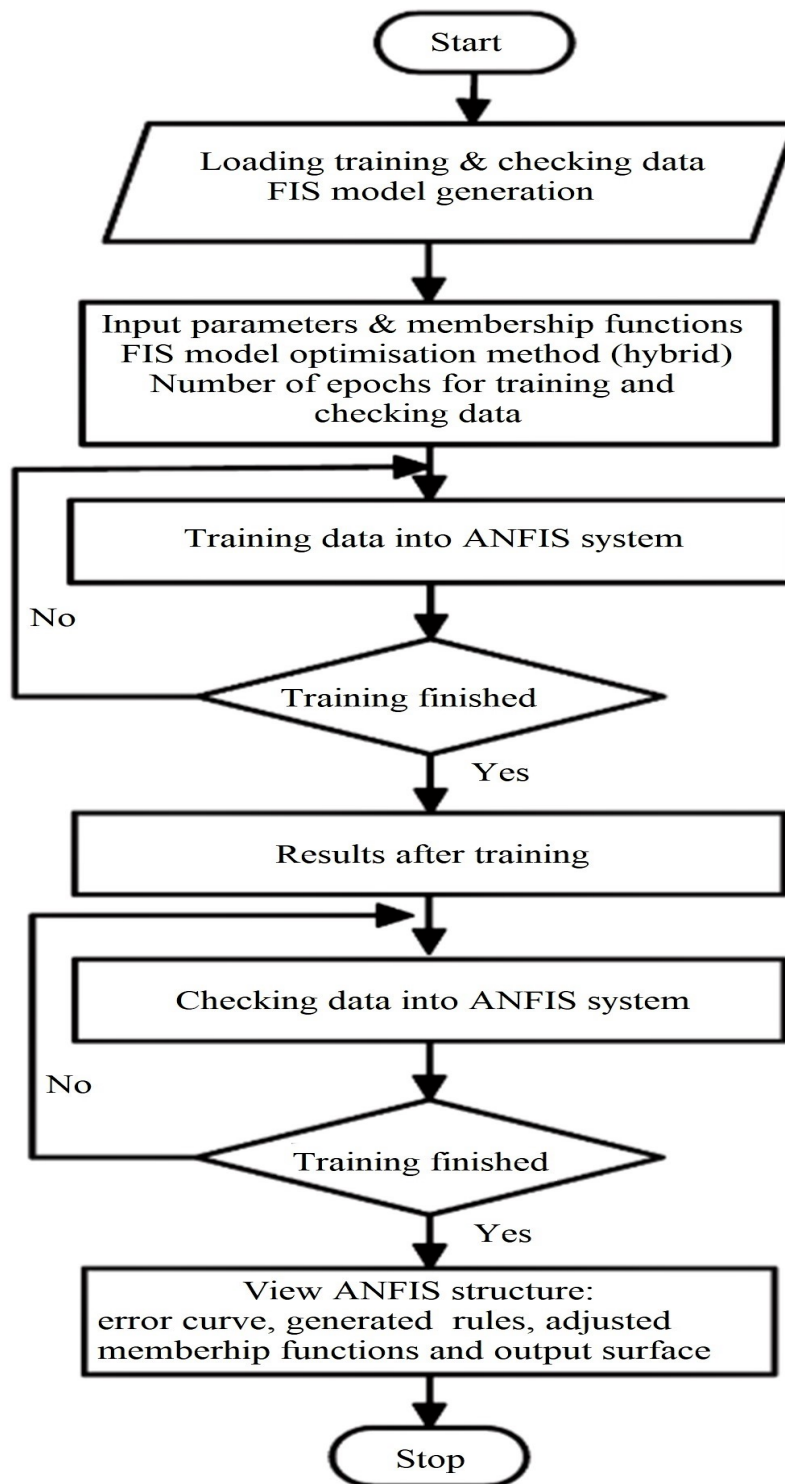 Start
Loading training & checking data
FIS model generation
Input parameters & membership functions
FIS model optimisation method (hybrid)
Number of epochs for training and
checking data
Training data into ANFIS system
No
Training finished
Yes
Results after training
Checking data into ANFIS system
No
Training finished
Yes
View ANFIS structure:
error curve, generated rules, adjusted
memberhip functions and output surface
Stop